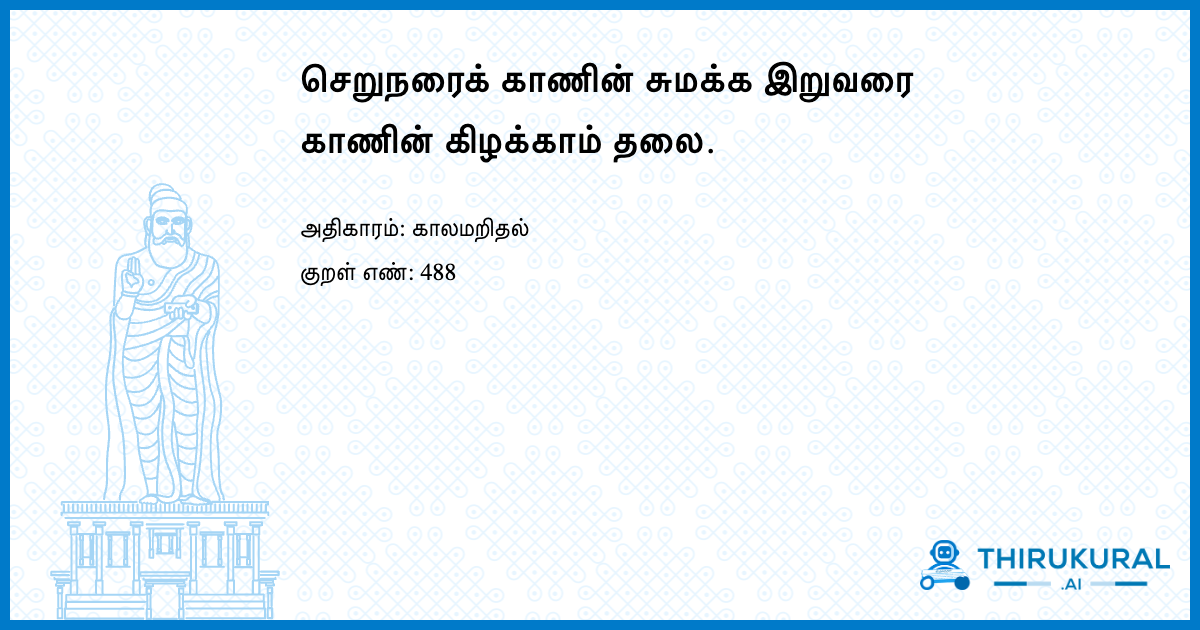 செறுநரைக் காணின் சுமக்க இறுவரை
காணின் கிழக்காம் தலை.
அதிகாரம்: காலமறிதல்
குறள் எண்: 488
THIRUKURAL
.AI